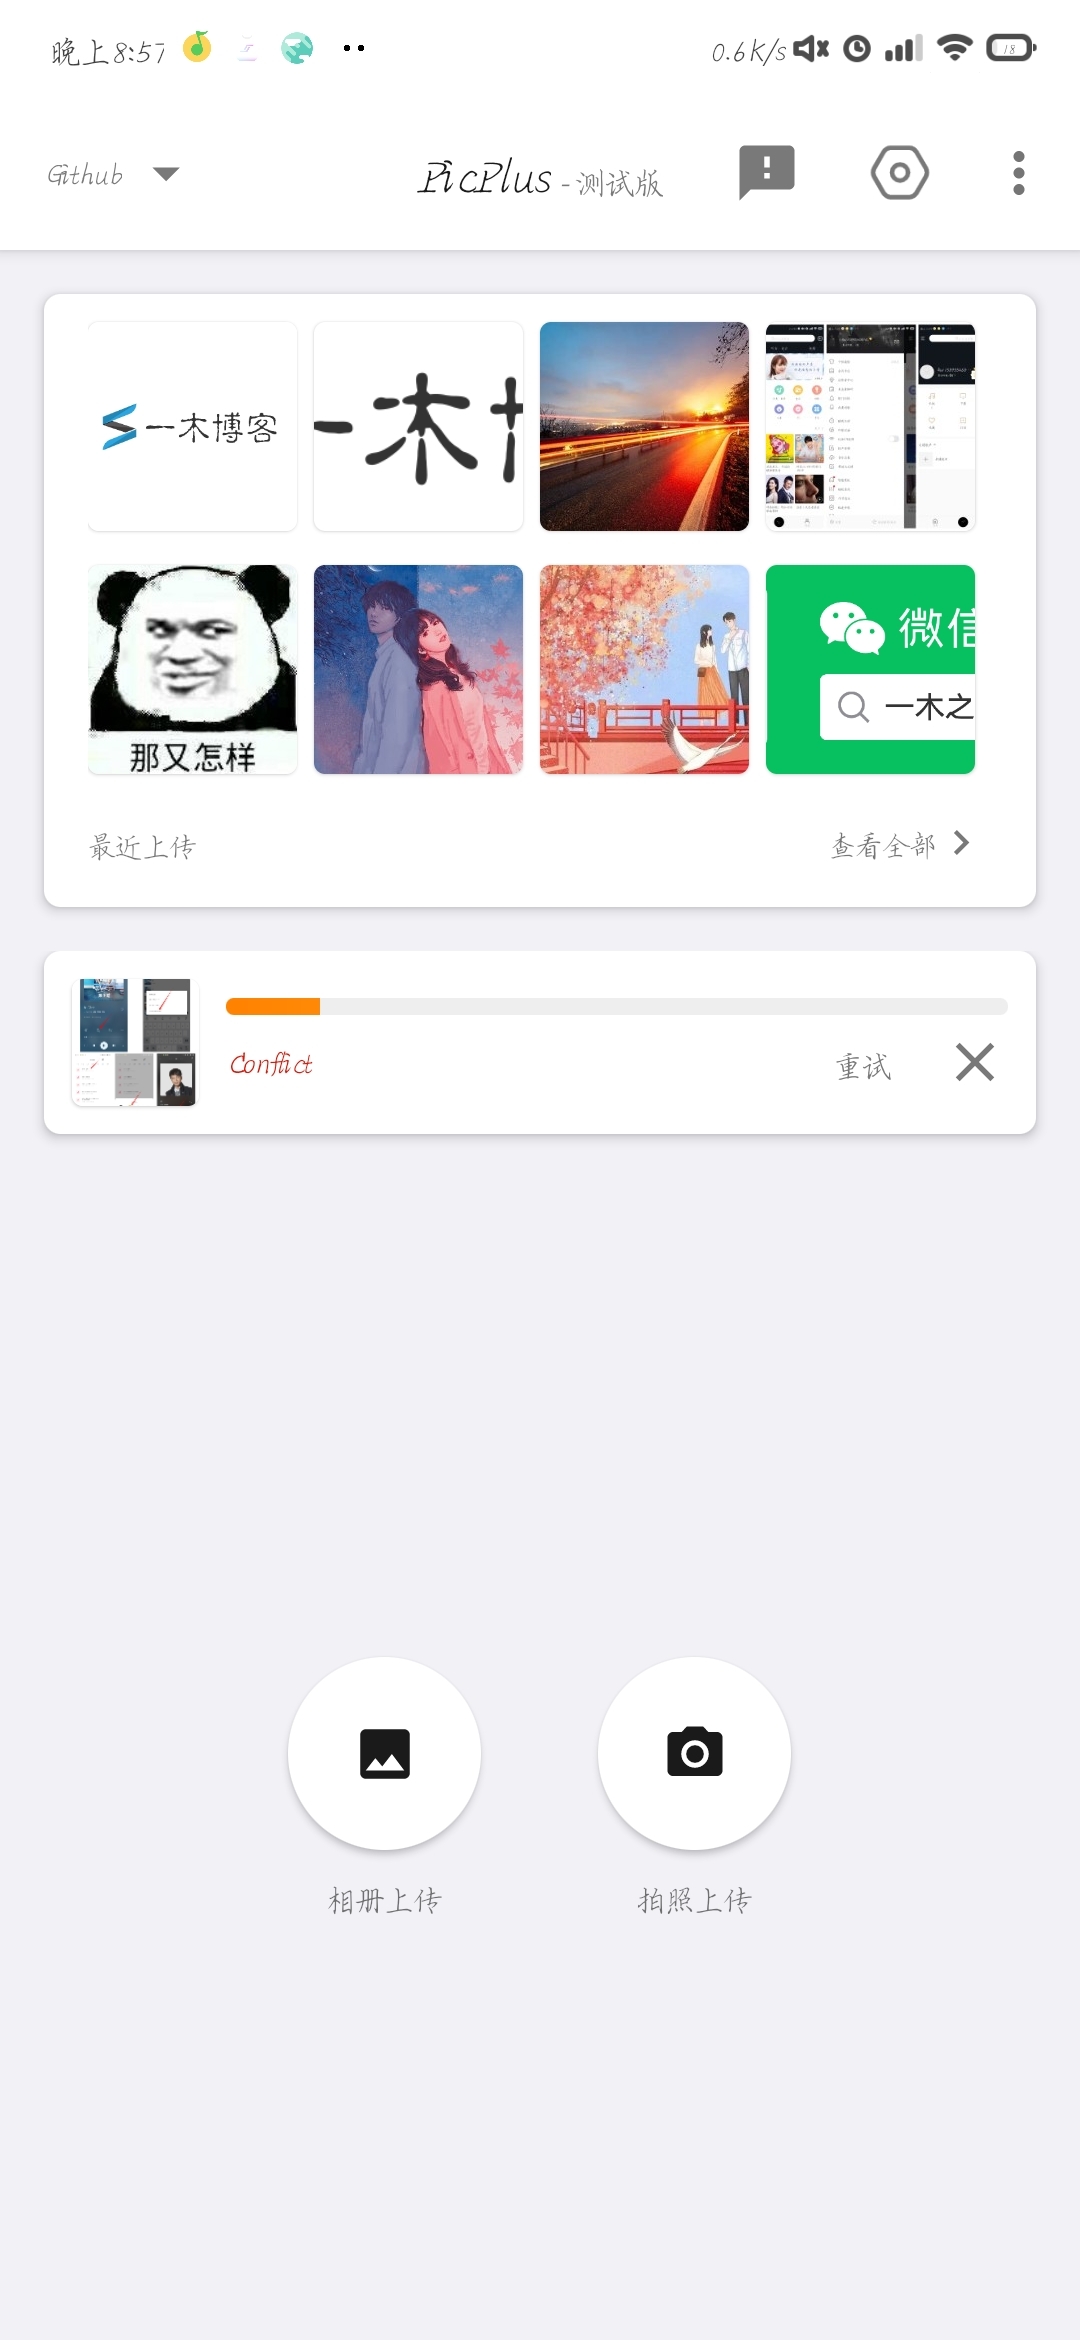 晚上8:57
0.6K/s
18
Github
PicPlus - 测试版
一木博客
一木
那又怎样
微信
一木之
最近上传
查看全部
Conflict
重试
相册上传
拍照上传